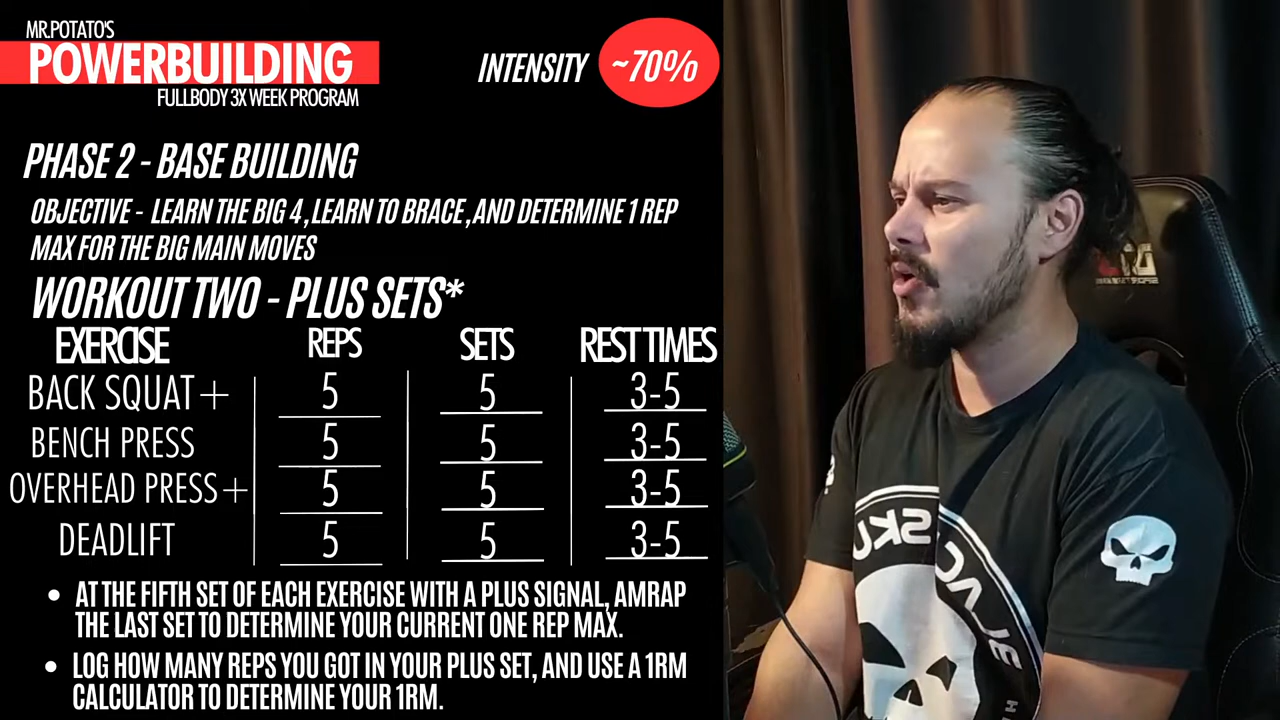 MR.POTATO'S
POWERBUILDING
FULLBODY 3X WEEK PROGRAM
INTENSITY ~70%
PHASE 2 - BASE BUILDING
OBJECTIVE - LEARN THE BIG 4, LEARN TO BRACE, AND DETERMINE 1 REP
MAX FOR THE BIG MAIN MOVES
WORKOUT TWO - PLUS SETS*
EXERCISE REPS SETS REST TIMES
BACK SQUAT+ 5 5 3-5
BENCH PRESS 5 5 3-5
OVERHEAD PRESS+ 5 5 3-5
DEADLIFT 5 5 3-5
• AT THE FIFTH SET OF EACH EXERCISE WITH A PLUS SIGNAL, AMRAP
THE LAST SET TO DETERMINE YOUR CURRENT ONE REP MAX.
• LOG HOW MANY REPS YOU GOT IN YOUR PLUS SET, AND USE A 1RM
CALCULATOR TO DETERMINE YOUR 1RM.